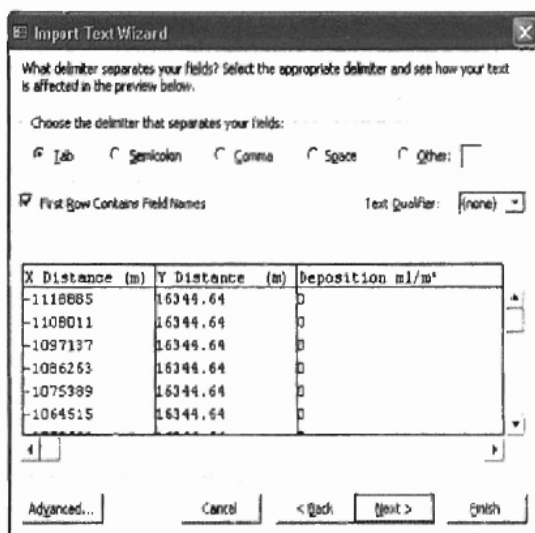 Import Text Wizard
What delimiter separates your fields? Select the appropriate delimiter and see how your text
is affected in the preview below.
Choose the delimiter that separates your fields:
Tab Semicolon Comma Space Other:
First Row Contains Field Names Text Qualifier: {none}
X Distance (m) Y Distance (m) Deposition ml/m²
-1118885 16344.64 0
-1108011 16344.64 0
-1097137 16344.64 0
-1086263 16344.64 0
-1075389 16344.64 0
-1064515 16344.64 0
Advanced... Cancel < Back Next > Finish